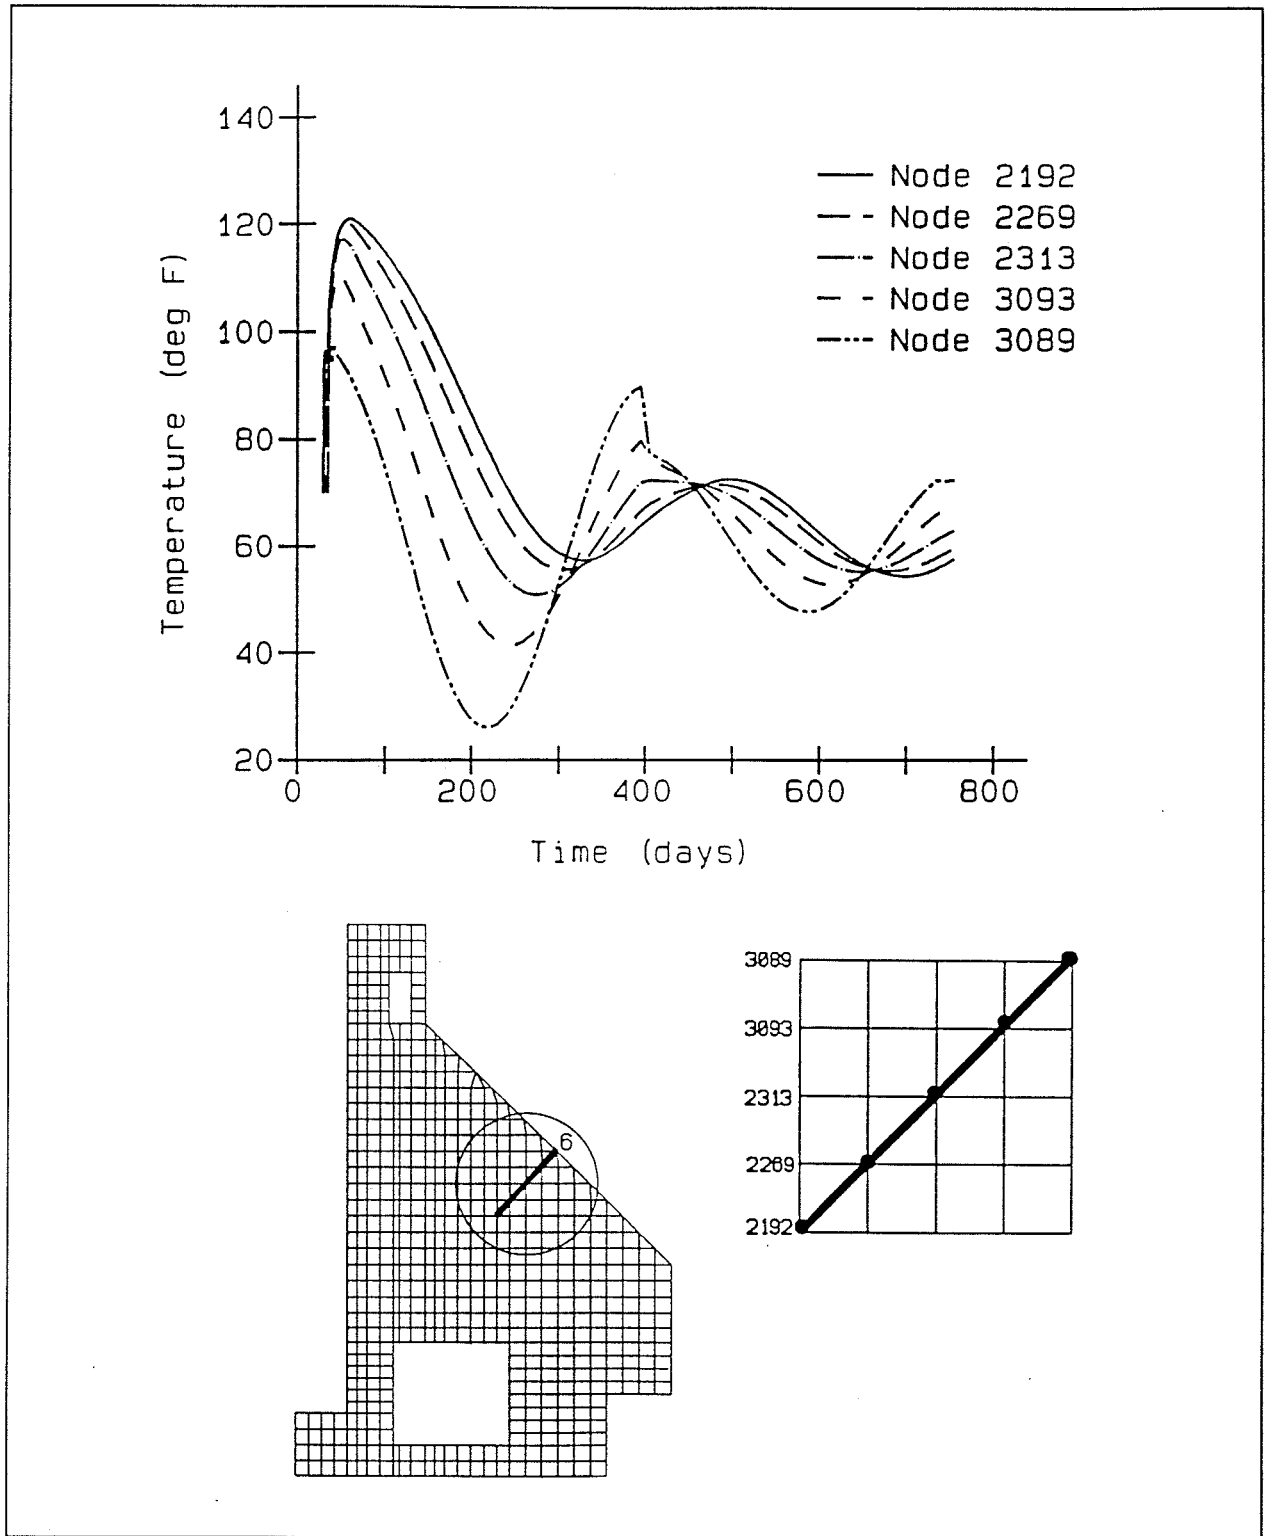 140
120
100
80
60
40
20
Temperature (deg F)
Node 2192
Node 2269
Node 2313
Node 3093
Node 3089
0 200 400 600 800
Time (days)
6
3089
3093
2313
2269
2192